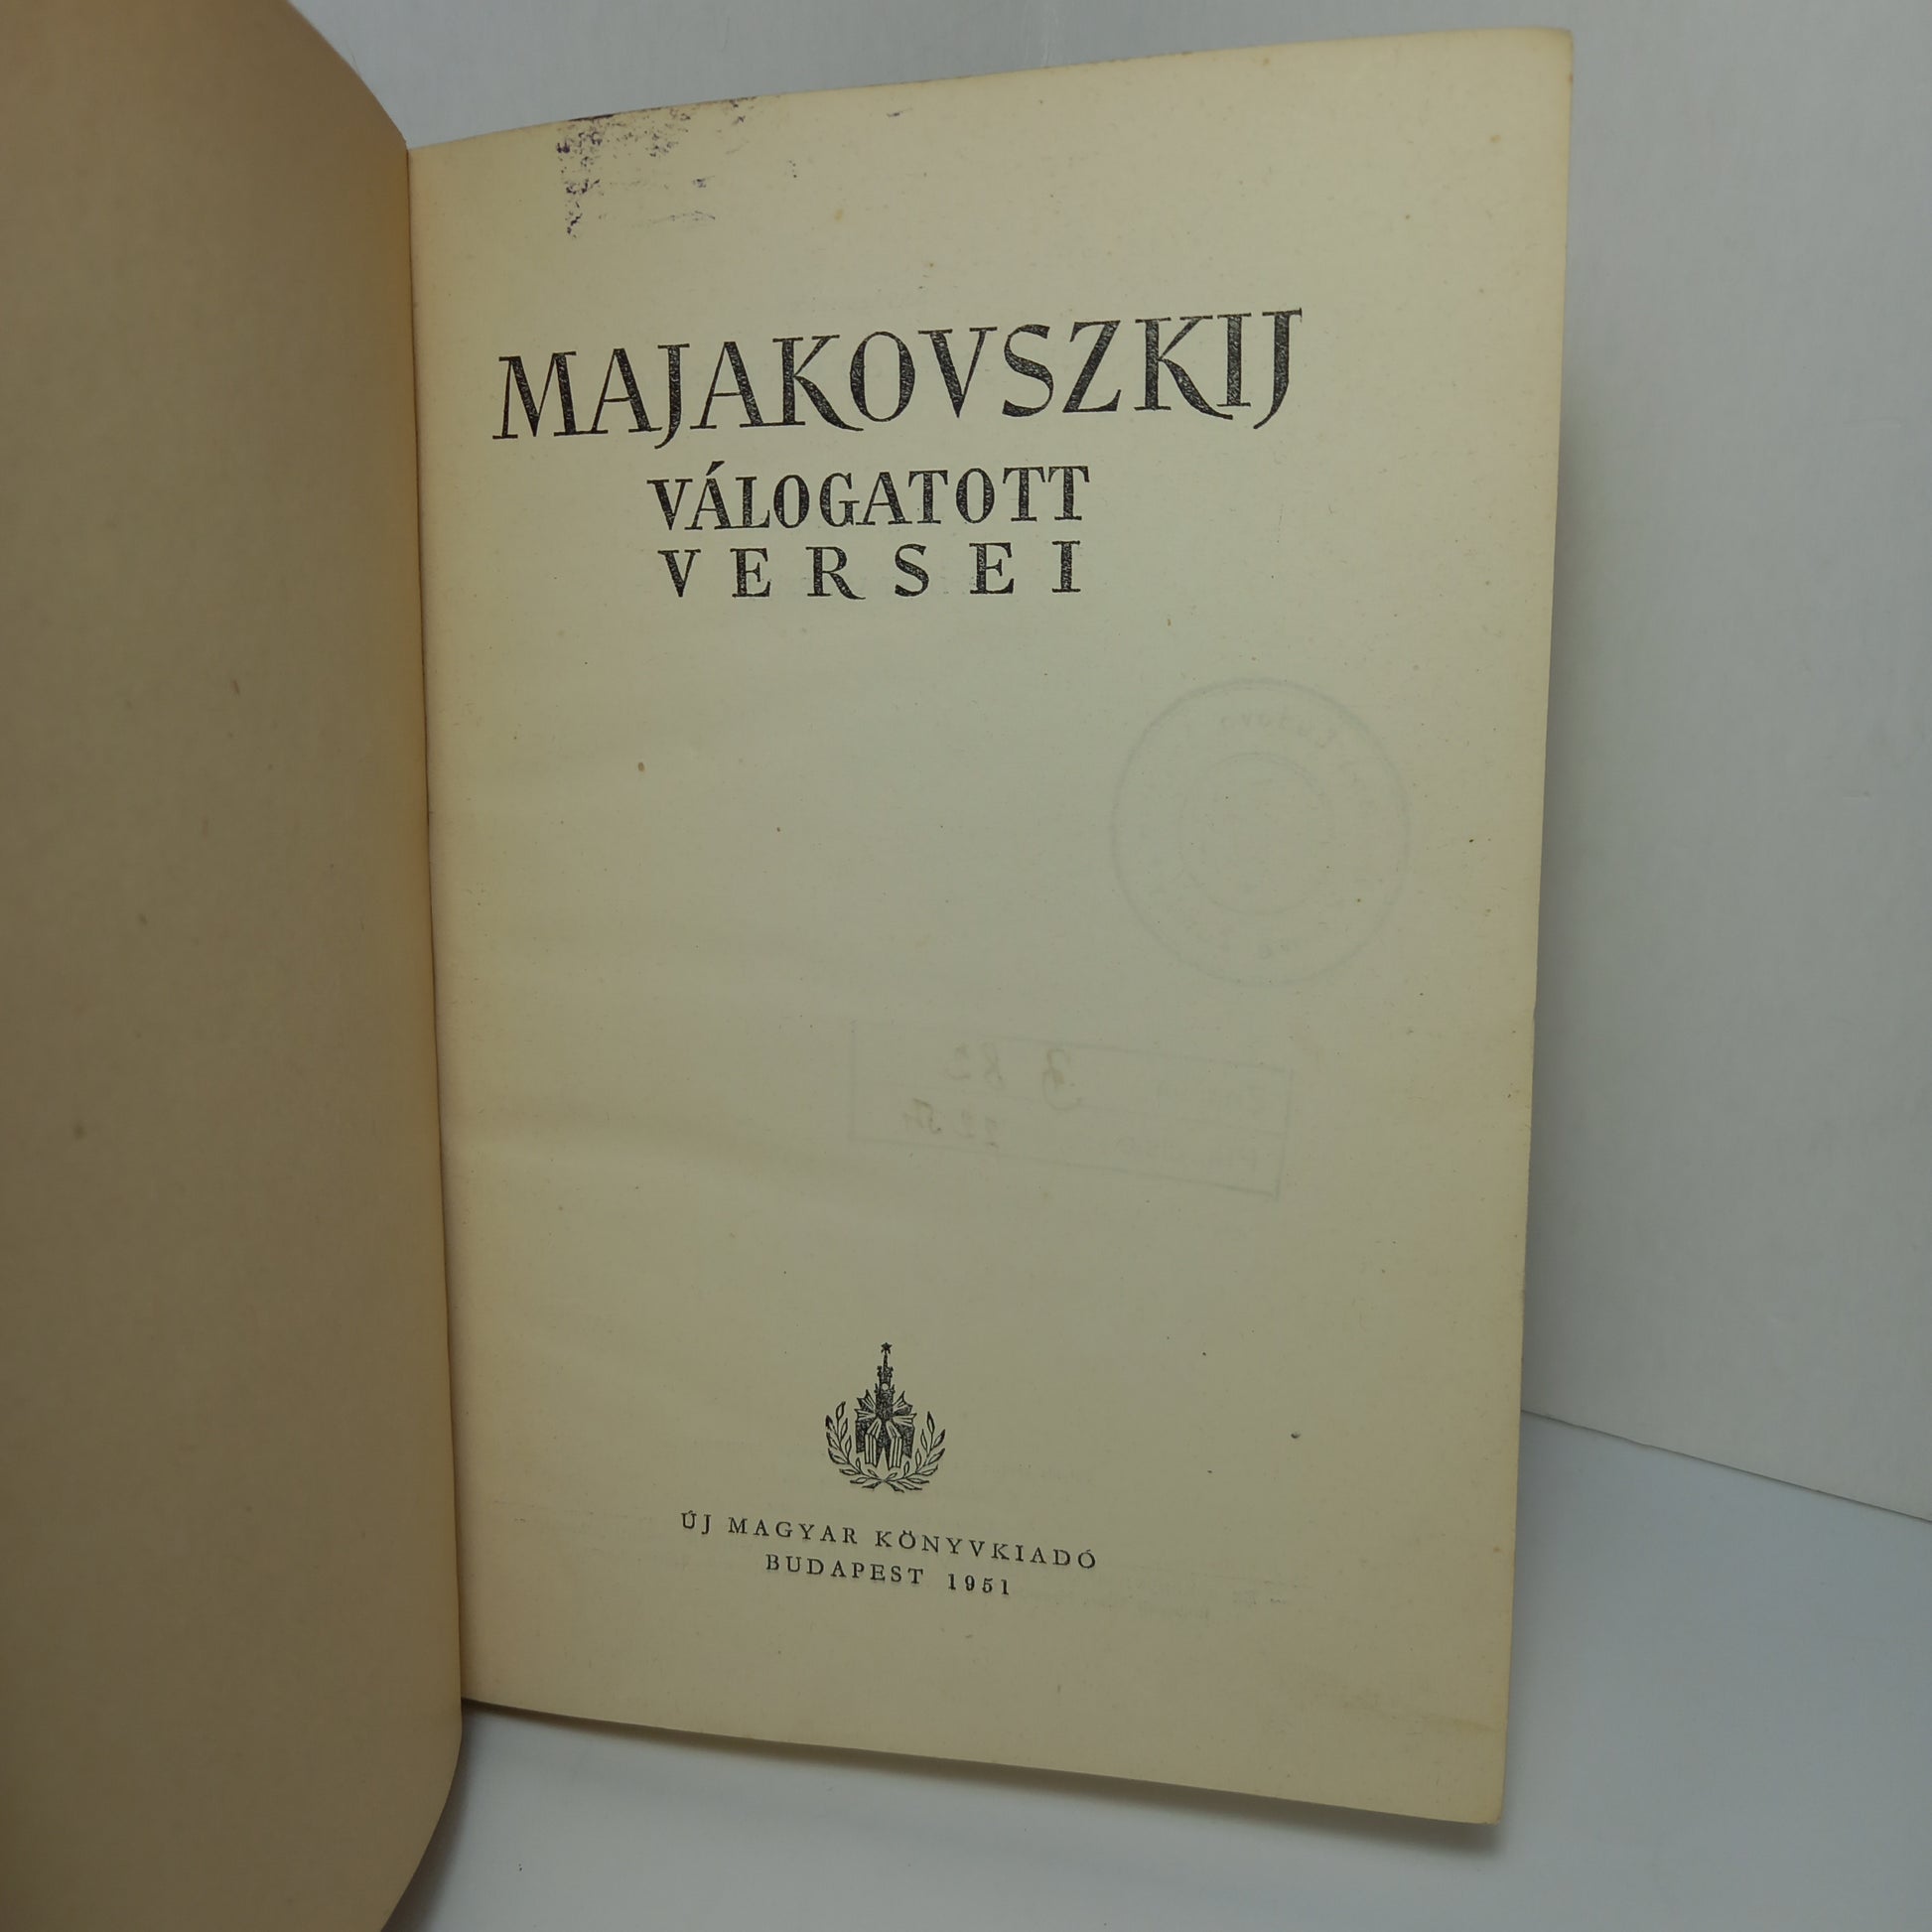 MAJAKOVSZKIJ
VÁLOGATOTT
VERSEI
ÚJ MAGYAR KÖNYVKIADÓ
BUDAPEST 1951